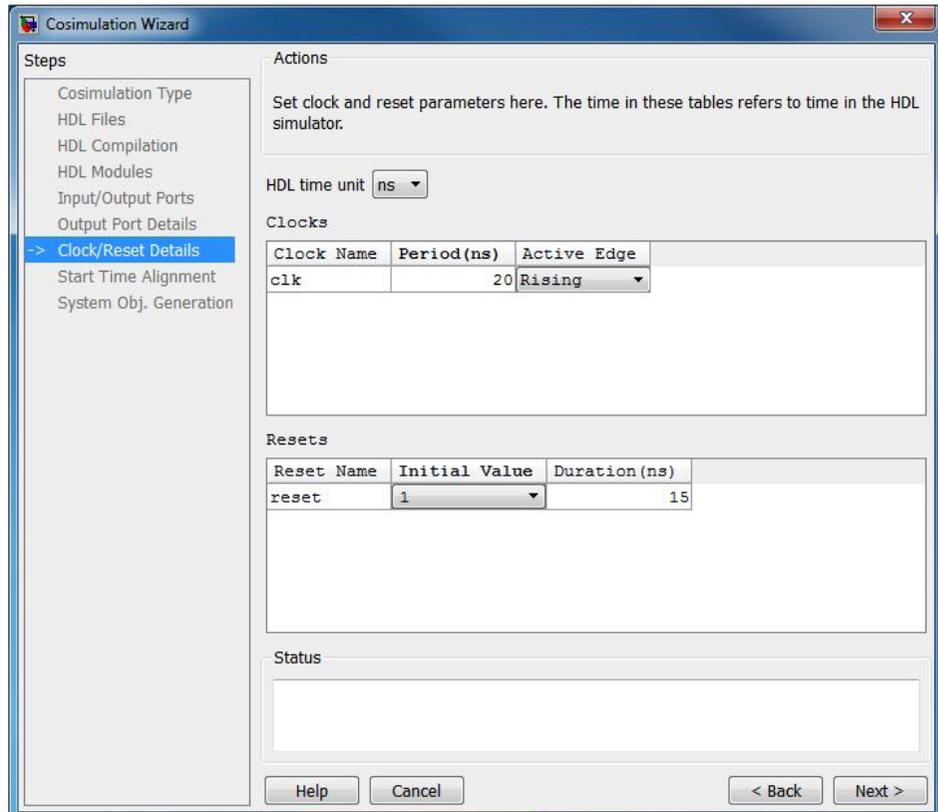 Cosimulation Wizard
Steps
Cosimulation Type
HDL Files
HDL Compilation
HDL Modules
Input/Output Ports
Output Port Details
-> Clock/Reset Details
Start Time Alignment
System Obj. Generation
Actions
Set clock and reset parameters here. The time in these tables refers to time in the HDL
simulator.
HDL time unit ns
Clocks
Clock Name Period(ns) Active Edge
clk 20 Rising
Resets
Reset Name Initial Value Duration(ns)
reset 1 15
Status
Help Cancel < Back Next >